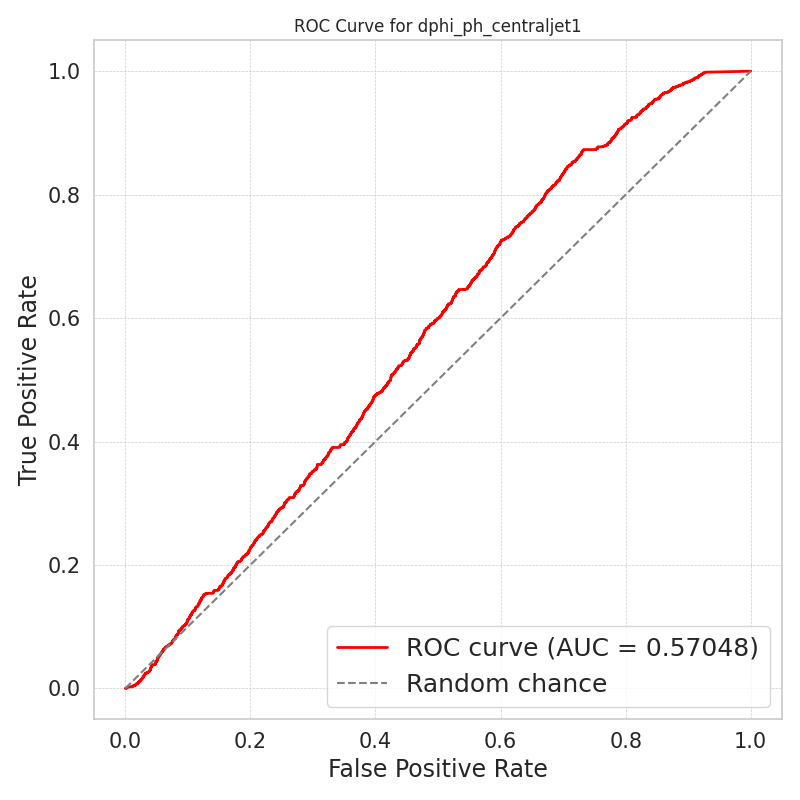 ROC Curve for dphi_ph_centraljet1
True Positive Rate
1.0
0.8
0.6
0.4
0.2
0.0
ROC curve (AUC = 0.57048)
Random chance
0.0 0.2 0.4 0.6 0.8 1.0
False Positive Rate